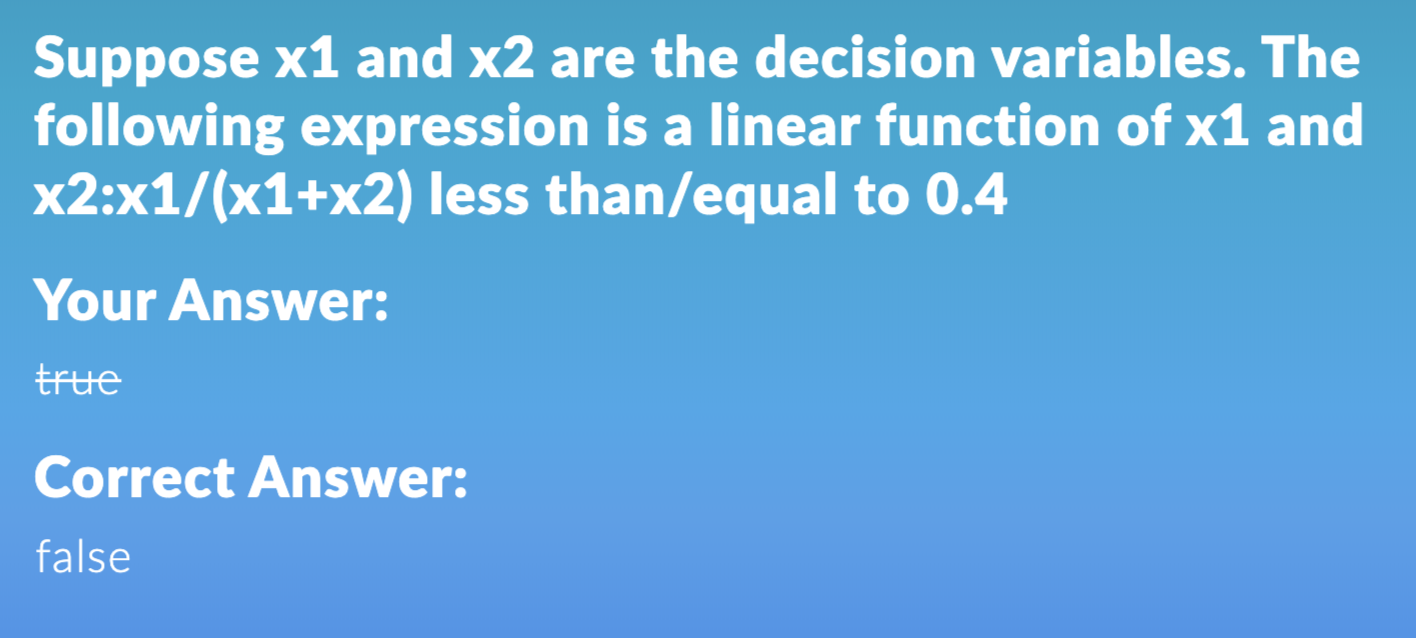 Suppose x1 and x2 are the decision variables. The
following expression is a linear function of x1 and
x2:x1/(x1+x2) less than/equal to 0.4
Your Answer:
true
Correct Answer:
false